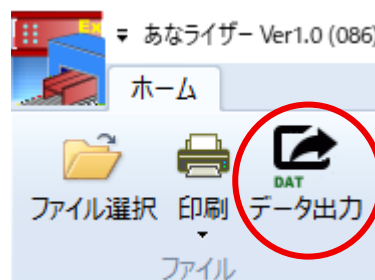 Ex
あなライザー Ver1.0 (086)
ホーム
DAT
ファイル選択 印刷 データ出力
ファイル